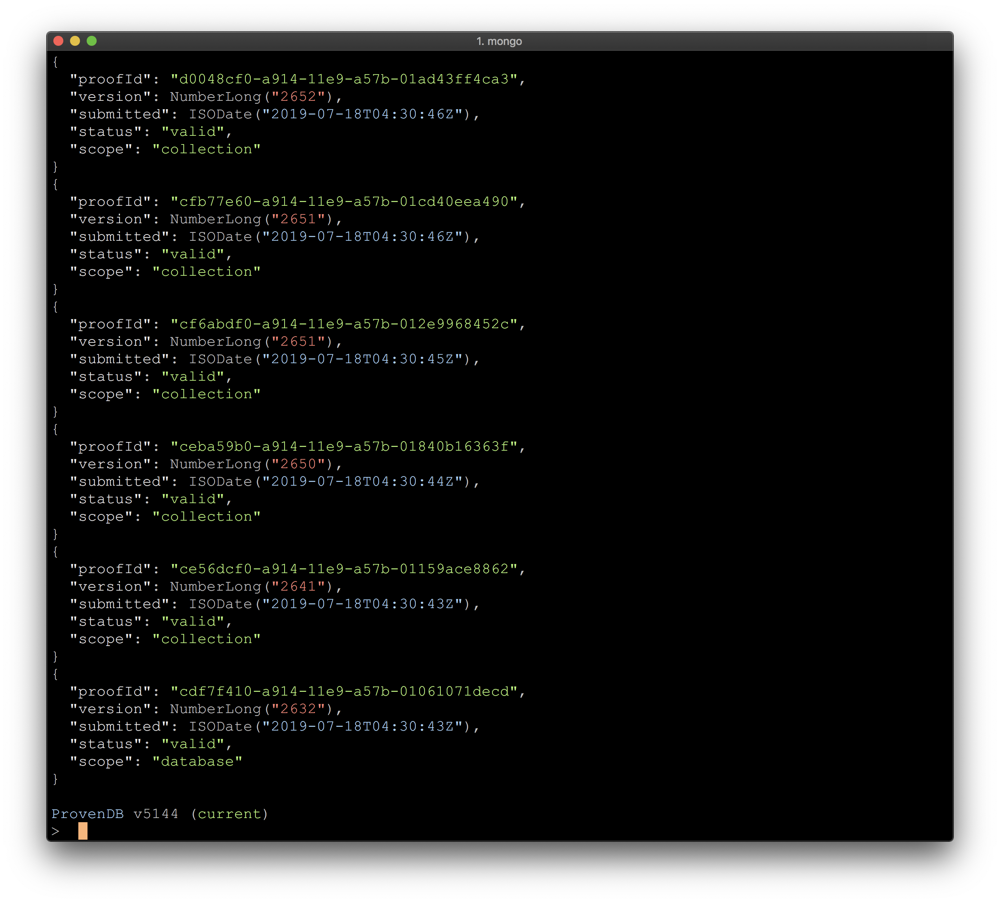 1. mongo
{
  "proofId": "d0048cf0-a914-11e9-a57b-01ad43ff4ca3",
  "version": NumberLong("2652"),
  "submitted": ISODate("2019-07-18T04:30:46Z"),
  "status": "valid",
  "scope": "collection"
}
{
  "proofId": "cfb77e60-a914-11e9-a57b-01cd40eea490",
  "version": NumberLong("2651"),
  "submitted": ISODate("2019-07-18T04:30:46Z"),
  "status": "valid",
  "scope": "collection"
}
{
  "proofId": "cf6abdf0-a914-11e9-a57b-012e9968452c",
  "version": NumberLong("2651"),
  "submitted": ISODate("2019-07-18T04:30:45Z"),
  "status": "valid",
  "scope": "collection"
}
{
  "proofId": "ceba59b0-a914-11e9-a57b-01840b16363f",
  "version": NumberLong("2650"),
  "submitted": ISODate("2019-07-18T04:30:44Z"),
  "status": "valid",
  "scope": "collection"
}
{
  "proofId": "ce56dcf0-a914-11e9-a57b-01159ace8862",
  "version": NumberLong("2641"),
  "submitted": ISODate("2019-07-18T04:30:43Z"),
  "status": "valid",
  "scope": "collection"
}
{
  "proofId": "cdf7f410-a914-11e9-a57b-01061071decd",
  "version": NumberLong("2632"),
  "submitted": ISODate("2019-07-18T04:30:43Z"),
  "status": "valid",
  "scope": "database"
}
ProvenDB v5144 (current)
>